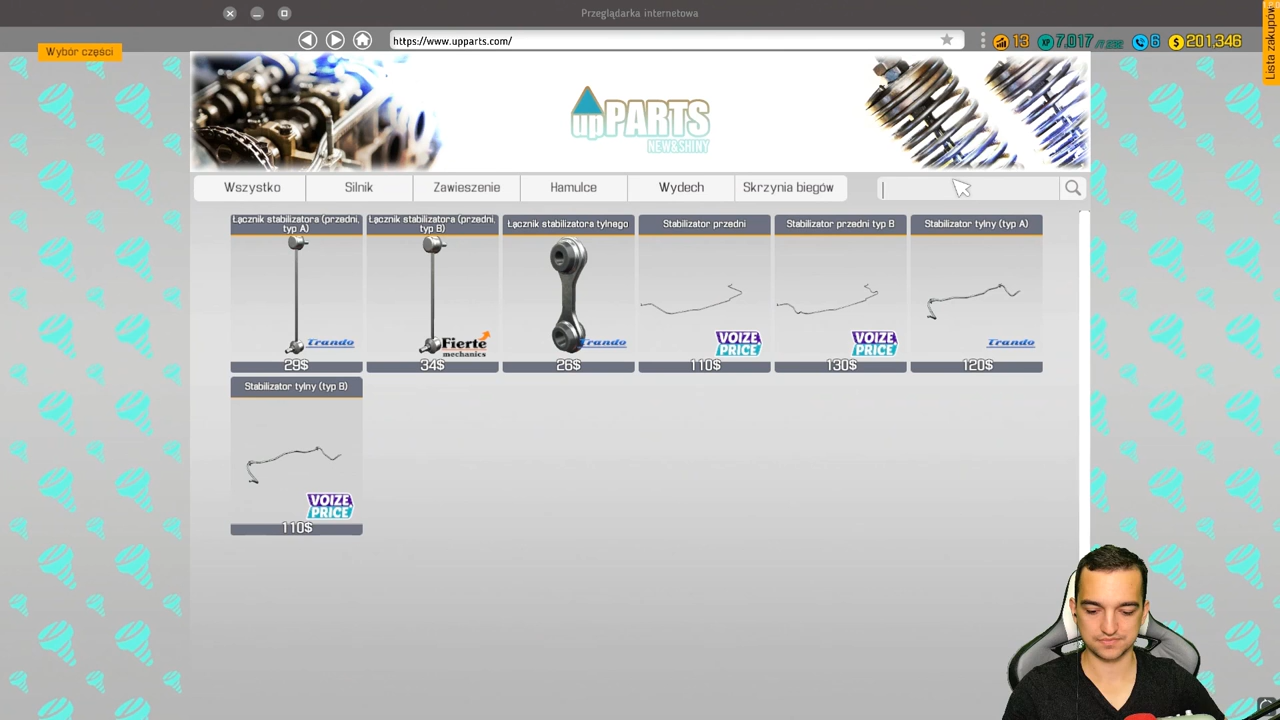 Przeglądarka internetowa
Wybór części
https://www.upparts.com/
13
XP 7,017 /7,232
6
$ 201,346
Lista zakupów
upPARTS
NEW&SHINY
Wszystko
Silnik
Zawieszenie
Hamulce
Wydech
Skrzynia biegów
Łącznik stabilizatora (przedni, typ A)
Trando
29$
Łącznik stabilizatora (przedni, typ B)
Fierte
mechanics
34$
Łącznik stabilizatora tylnego
Trando
26$
Stabilizator przedni
VOIZE
PRICE
110$
Stabilizator przedni typ B
VOIZE
PRICE
130$
Stabilizator tylny (typ A)
Trando
120$
Stabilizator tylny (typ B)
VOIZE
PRICE
110$